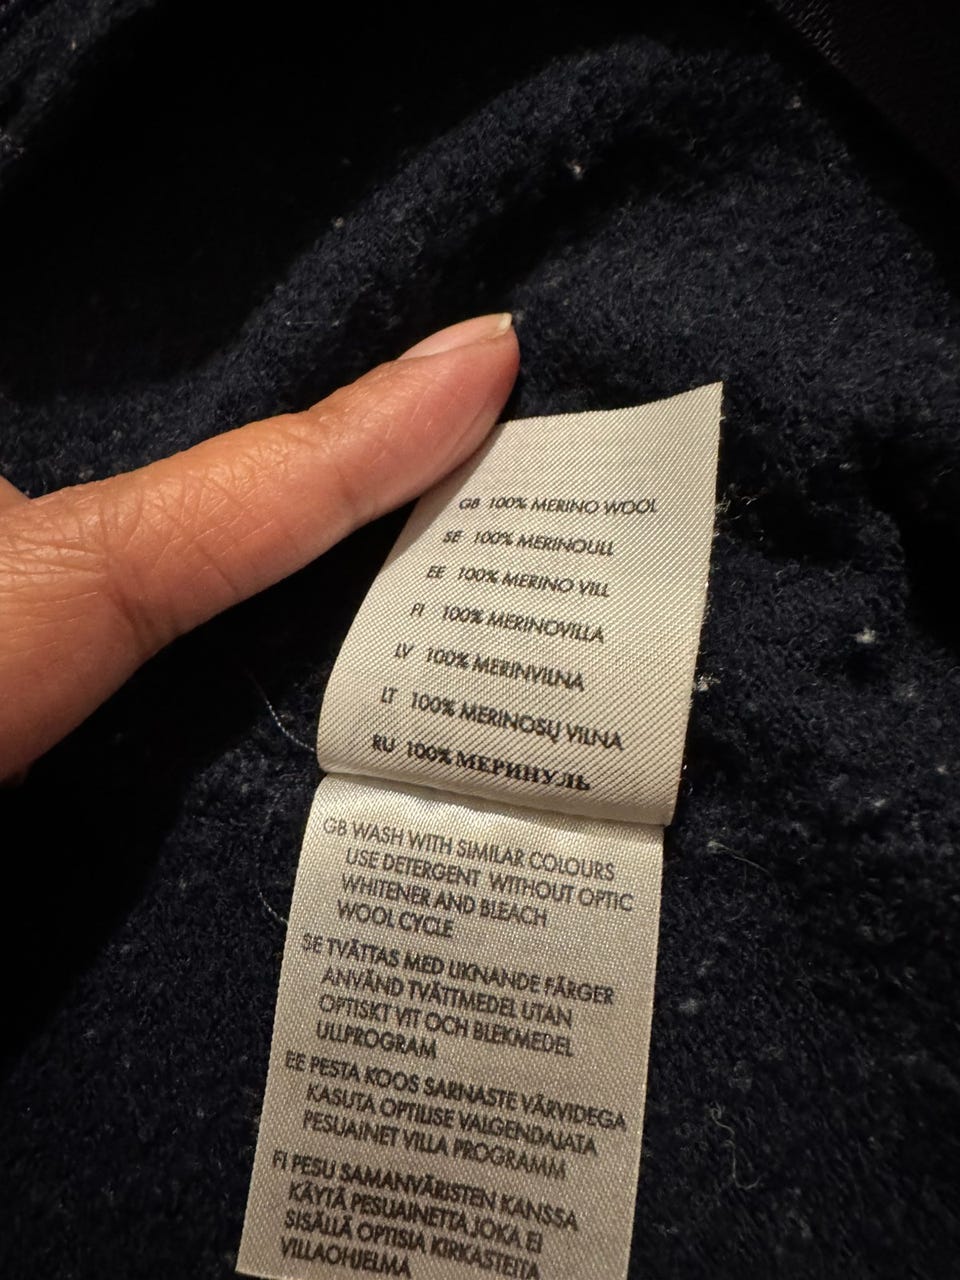 GB 100% MERINO WOOL
SE 100% MERINOULL
EE 100% MERINO VILL
FI 100% MERINOVILLA
LV 100% MERINVILNA
LT 100% MERINOSŲ VILNA
RU 100% МЕРИНУЛЬ
GB WASH WITH SIMILAR COLOURS
USE DETERGENT WITHOUT OPTIC
WHITENER AND BLEACH
WOOL CYCLE
SE TVÄTTAS MED LIKNANDE FÄRGER
ANVÄND TVÄTTMEDEL UTAN
OPTISKT VIT OCH BLEKMEDEL
ULLPROGRAM
EE PESTA KOOS SARNASTE VÄRVIDEGA
KASUTA OPTILISE VALGENDAJATA
PESUAINET VILLA PROGRAMM
FI PESU SAMANVÄRISTEN KANSSA
KÄYTÄ PESUAINETTA JOKA EI
SISÄLLÄ OPTISIA KIRKASTEITA
VILLAOHJELMA